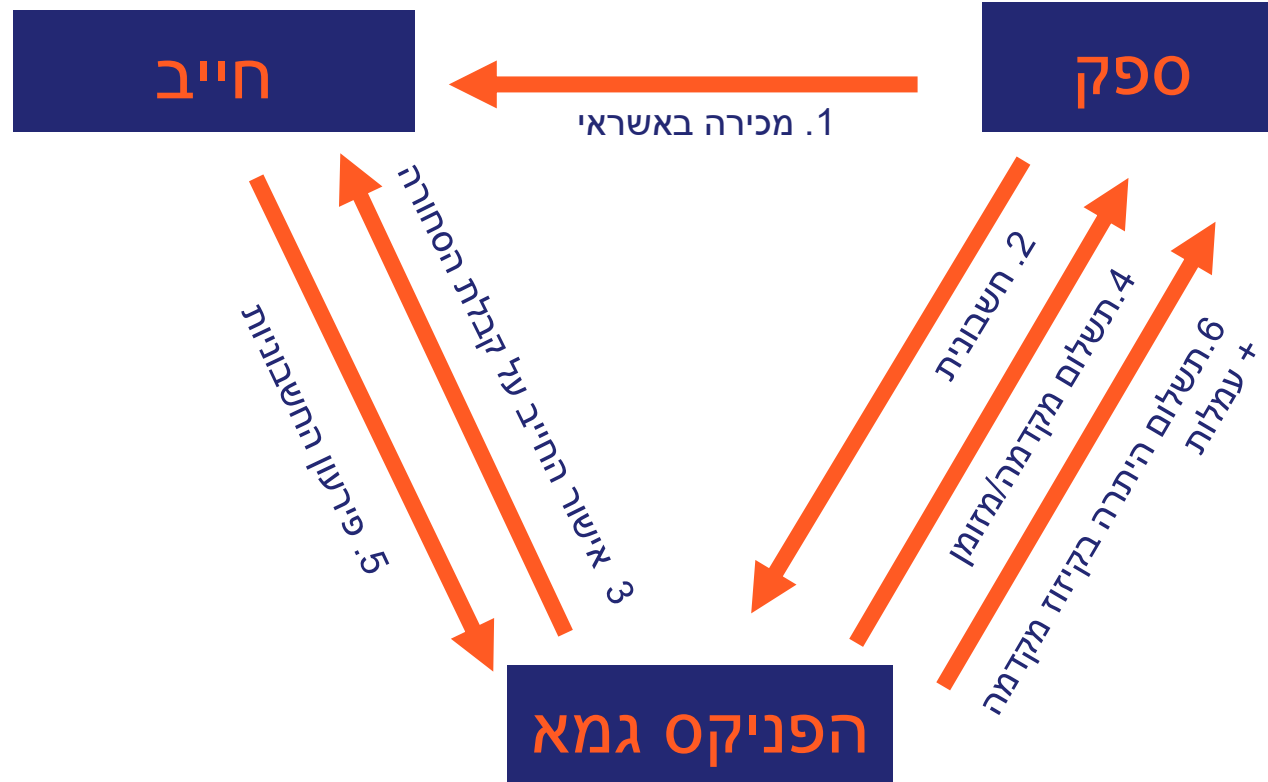 ספק
חייב
1. מכירה באשראי
2. חשבונית
3 אישור החייב על קבלת הסחורה
4.תשלום מקדמה/מזומן
5. פירעון החשבוניות
6.תשלום היתרה בקיזוז מקדמה
+ עמלות
הפניקס גמא